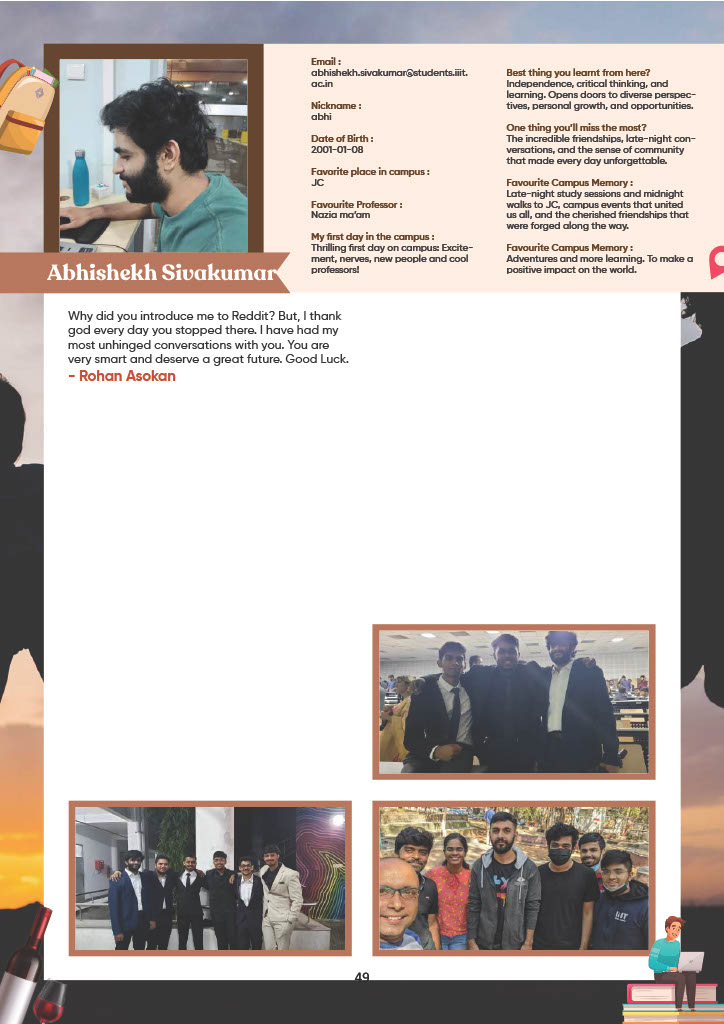 Email :
abhishekh.sivakumar@students.iiit.
ac.in
Nickname :
abhi
Date of Birth :
2001-01-08
Favorite place in campus :
JC
Favourite Professor :
Nazia ma'am
My first day in the campus :
Thrilling first day on campus: Excite-
ment, nerves, new people and cool
professors!
Best thing you learnt from here?
Independence, critical thinking, and
learning. Opens doors to diverse perspec-
tives, personal growth, and opportunities.
One thing you'll miss the most?
The incredible friendships, late-night con-
versations, and the sense of community
that made every day unforgettable.
Favourite Campus Memory :
Late-night study sessions and midnight
walks to JC, campus events that united
us all, and the cherished friendships that
were forged along the way.
Favourite Campus Memory :
Adventures and more learning. To make a
positive impact on the world.
Abhishekh Sivakumar
Why did you introduce me to Reddit? But, I thank
god every day you stopped there. I have had my
most unhinged conversations with you. You are
very smart and deserve a great future. Good Luck.
- Rohan Asokan
49